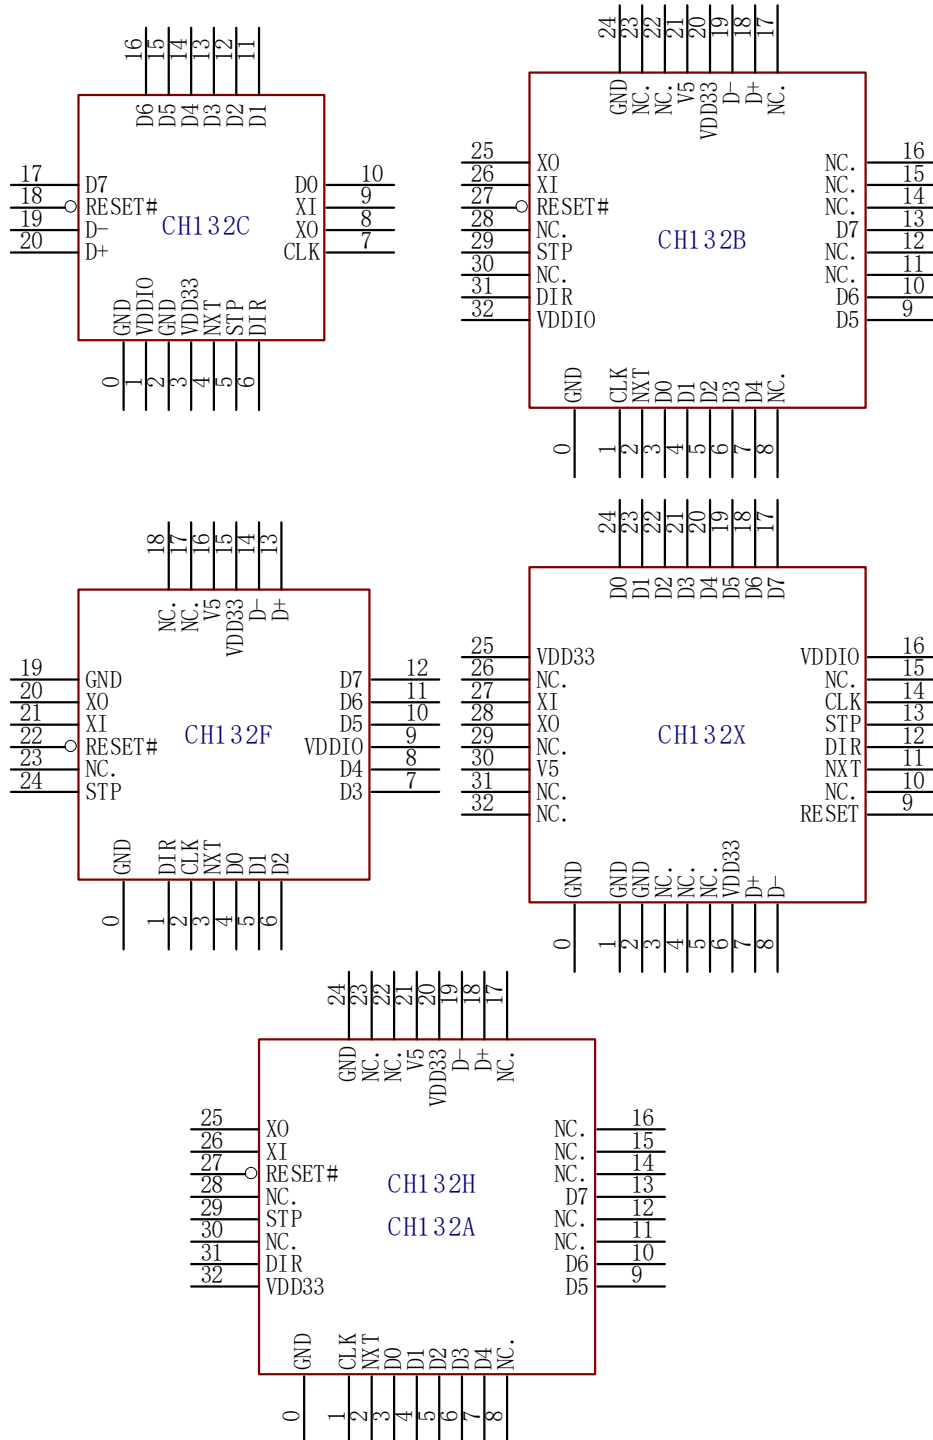 16 15 14 13 12 11
D6 D5 D4 D3 D2 D1
17 D7
18 RESET#
19 D-
20 D+
CH132C
D0 10
XI 9
XO 8
CLK 7
GND VDDIO GND VDD33 NXT STP DIR
0 1 2 3 4 5 6
24 23 22 21 20 19 18 17
GND NC. NC. V5 VDD33 D- D+ NC.
25 XO
26 XI
27 RESET#
28 NC.
29 STP
30 NC.
31 DIR
32 VDDIO
CH132B
NC. 16
NC. 15
NC. 14
D7 13
NC. 12
NC. 11
D6 10
D5 9
GND CLK NXT D0 D1 D2 D3 D4 NC.
0 1 2 3 4 5 6 7 8
18 17 16 15 14 13
NC. NC. V5 VDD33 D- D+
19 GND
20 XO
21 XI
22 RESET#
23 NC.
24 STP
CH132F
D7 12
D6 11
D5 10
VDDIO 9
D4 8
D3 7
GND DIR CLK NXT D0 D1 D2
0 1 2 3 4 5 6
24 23 22 21 20 19 18 17
D0 D1 D2 D3 D4 D5 D6 D7
25 VDD33
26 NC.
27 XI
28 XO
29 NC.
30 V5
31 NC.
32 NC.
CH132X
VDDIO 16
NC. 15
CLK 14
STP 13
DIR 12
NXT 11
NC. 10
RESET 9
GND GND GND NC. NC. NC. VDD33 D+ D-
0 1 2 3 4 5 6 7 8
24 23 22 21 20 19 18 17
GND NC. NC. V5 VDD33 D- D+ NC.
25 XO
26 XI
27 RESET#
28 NC.
29 STP
30 NC.
31 DIR
32 VDD33
CH132H
CH132A
NC. 16
NC. 15
NC. 14
D7 13
NC. 12
NC. 11
D6 10
D5 9
GND CLK NXT D0 D1 D2 D3 D4 NC.
0 1 2 3 4 5 6 7 8